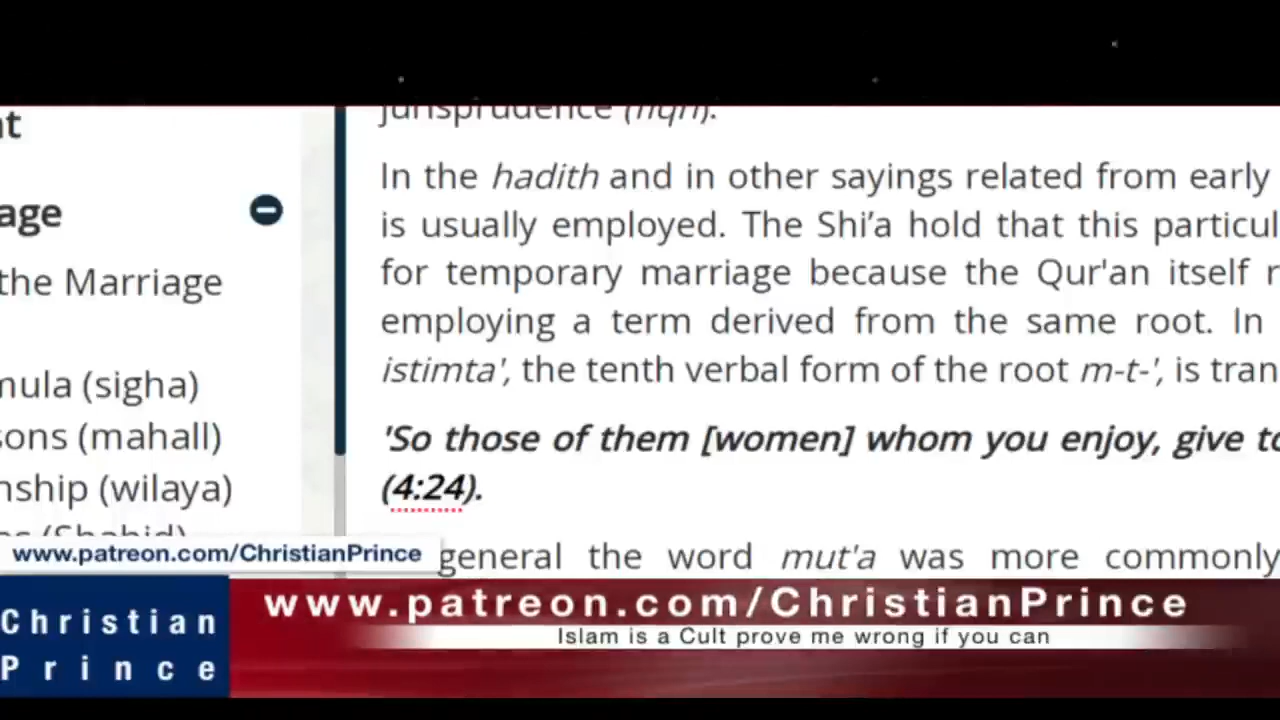 jurisprudence (fiqh).
In the hadith and in other sayings related from early
is usually employed. The Shi'a hold that this particul
for temporary marriage because the Qur'an itself r
employing a term derived from the same root. In
istimta', the tenth verbal form of the root m-t-', is tran
'So those of them [women] whom you enjoy, give to
(4:24).
general the word mut'a was more commonly
nt
age
the Marriage
mula (sigha)
sons (mahall)
nship (wilaya)
es (Shahid)
www.patreon.com/ChristianPrince
Christian
Prince
www.patreon.com/ChristianPrince
Islam is a Cult prove me wrong if you can